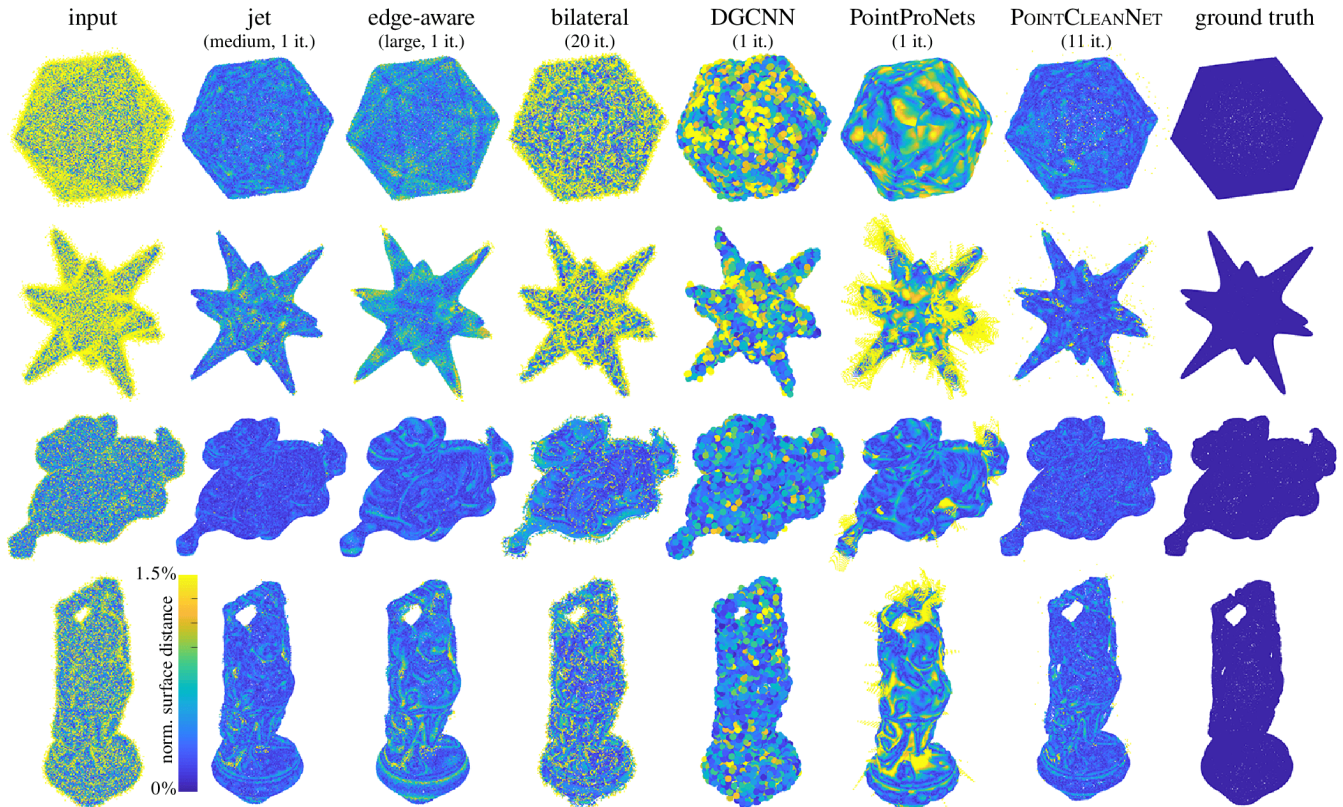 input jet edge-aware bilateral DGCNN PointProNets POINTCLEANNET ground truth
(medium, 1 it.) (large, 1 it.) (20 it.) (1 it.) (1 it.) (11 it.)
1.5%
norm. surface distance
0%